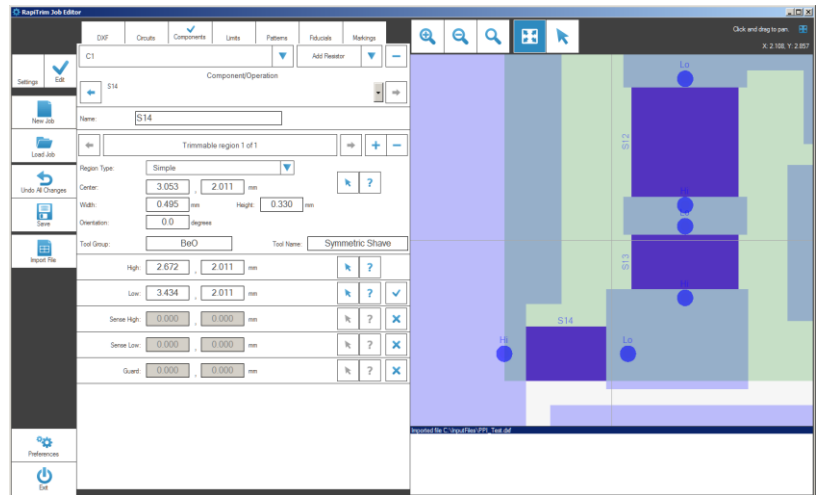 RapiTrim Job Editor
DXF Circuits Components Limits Patterns Fiducials Markings
Click and drag to pan.
X: 2.108, Y: 2.857
C1 Add Resistor
Settings Edit
Component/Operation
S14
New Job
Name: S14
Load Job
Trimmable region 1 of 1
Undo All Changes
Region Type: Simple
Center: 3.053 , 2.011 mm
Save
Width: 0.495 mm Height: 0.330 mm
Orientation: 0.0 degrees
Import File
Tool Group: BeO Tool Name: Symmetric Shave
High: 2.672 , 2.011 mm
Low: 3.434 , 2.011 mm
Sense High: 0.000 , 0.000 mm
Sense Low: 0.000 , 0.000 mm
Guard: 0.000 , 0.000 mm
Preferences
Exit
Lo
S12
Hi
Lo
S13
Hi
S14
Hi
Lo
Imported file C:\InputFiles\PPI_Test.dxf